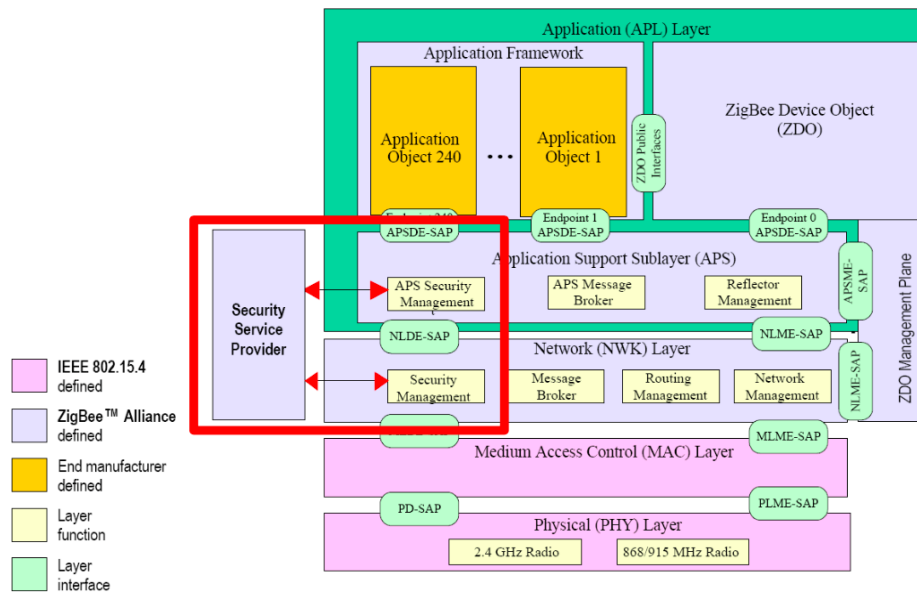 Application (APL) Layer
Application Framework
Application
Object 240
...
Application
Object 1
ZDO Public
Interfaces
ZigBee Device Object
(ZDO)
Endpoint 240
APSDE-SAP
Endpoint 1
APSDE-SAP
Endpoint 0
APSDE-SAP
Application Support Sublayer (APS)
APS Security
Management
APS Message
Broker
Reflector
Management
APSME-
SAP
ZDO Management Plane
Security
Service
Provider
NLDE-SAP
NLME-SAP
Network (NWK) Layer
Security
Management
Message
Broker
Routing
Management
Network
Management
NLME-SAP
MLME-SAP
Medium Access Control (MAC) Layer
PD-SAP
PLME-SAP
Physical (PHY) Layer
2.4 GHz Radio
868/915 MHz Radio
IEEE 802.15.4
defined
ZigBee™ Alliance
defined
End manufacturer
defined
Layer
function
Layer
interface